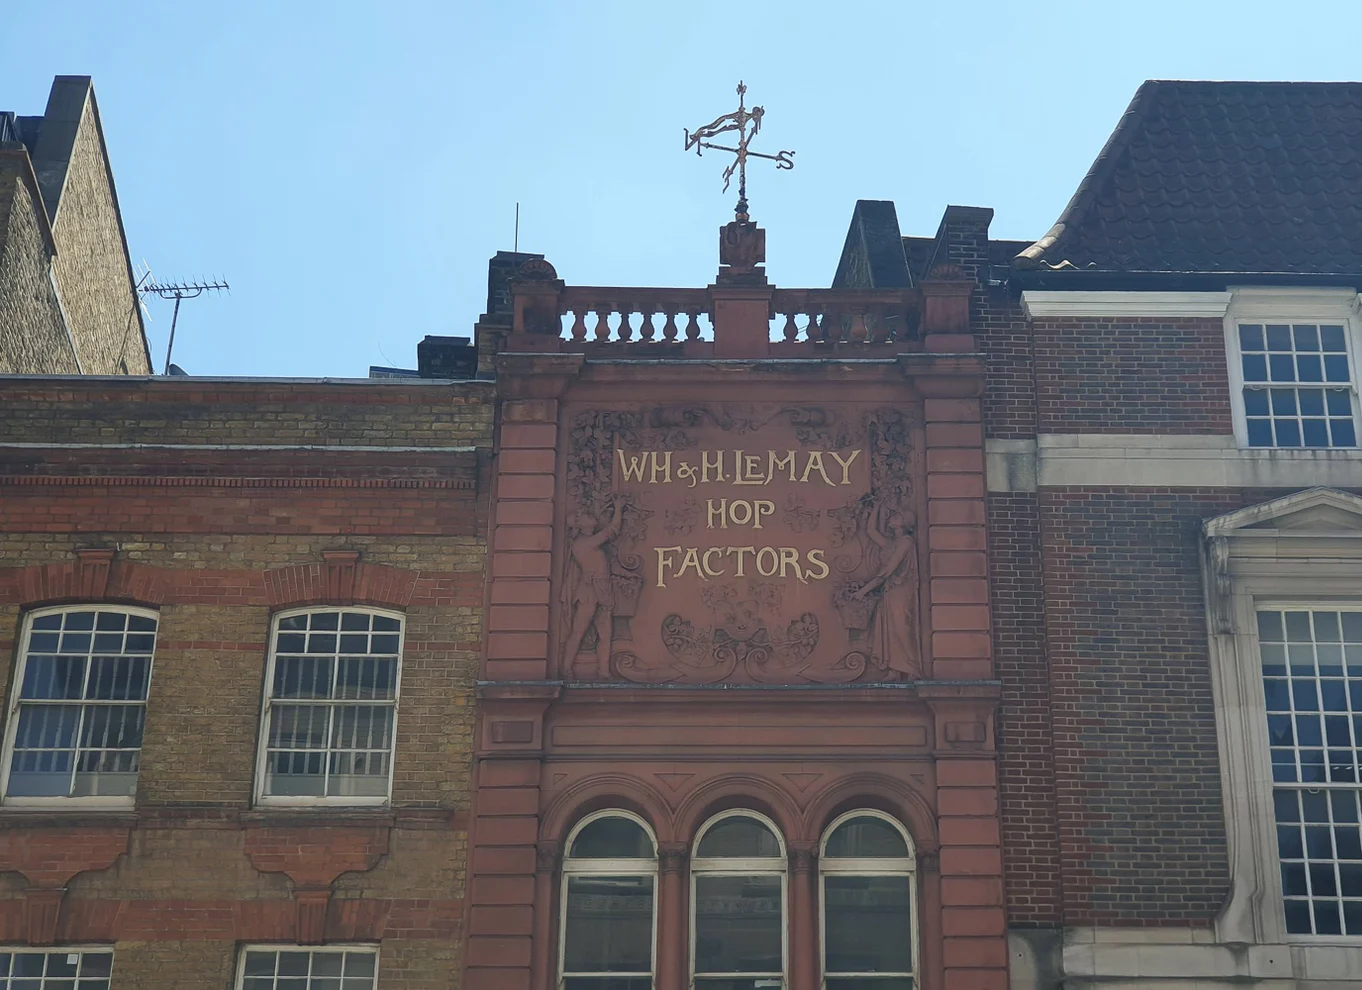 N S
WH & H. LEMAY
HOP
FACTORS